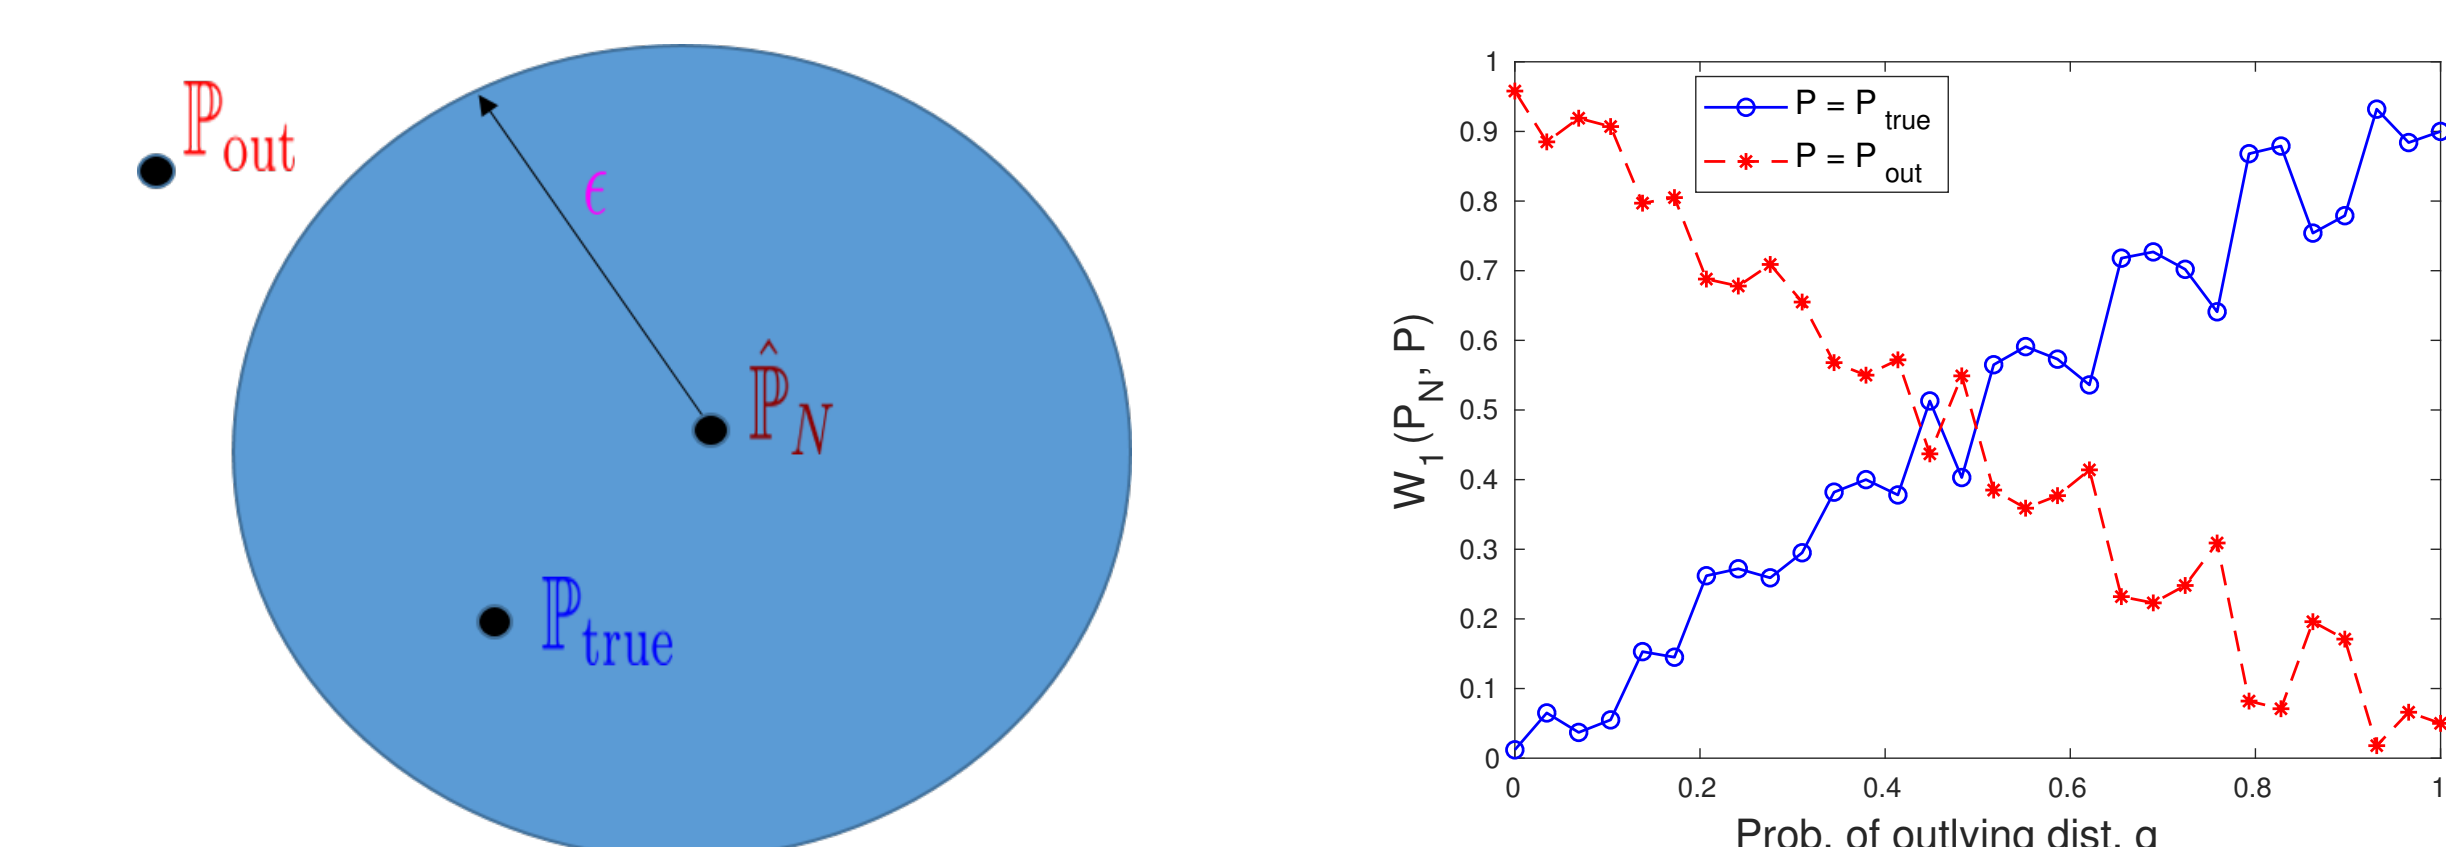 ℙout
ϵ
ℙ̂N
ℙtrue
W1(PN, P)
1
0.9
0.8
0.7
0.6
0.5
0.4
0.3
0.2
0.1
0
P = Ptrue
P = Pout
0 0.2 0.4 0.6 0.8 1
Prob. of outlying dist. q